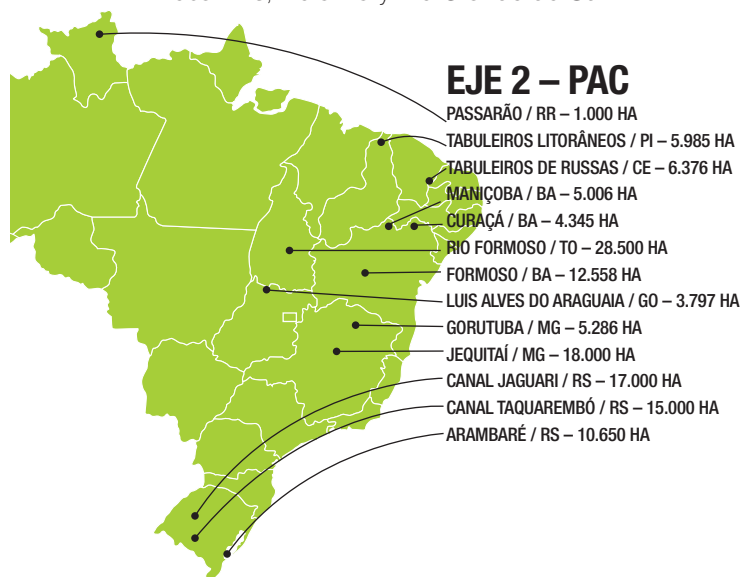 EJE 2 – PAC
PASSARÃO / RR – 1.000 HA
TABULEIROS LITORÂNEOS / PI – 5.985 HA
TABULEIROS DE RUSSAS / CE – 6.376 HA
MANIÇOBA / BA – 5.006 HA
CURAÇÁ / BA – 4.345 HA
RIO FORMOSO / TO – 28.500 HA
FORMOSO / BA – 12.558 HA
LUIS ALVES DO ARAGUAIA / GO – 3.797 HA
GORUTUBA / MG – 5.286 HA
JEQUITAÍ / MG – 18.000 HA
CANAL JAGUARI / RS – 17.000 HA
CANAL TAQUAREMBÓ / RS – 15.000 HA
ARAMBARÉ / RS – 10.650 HA